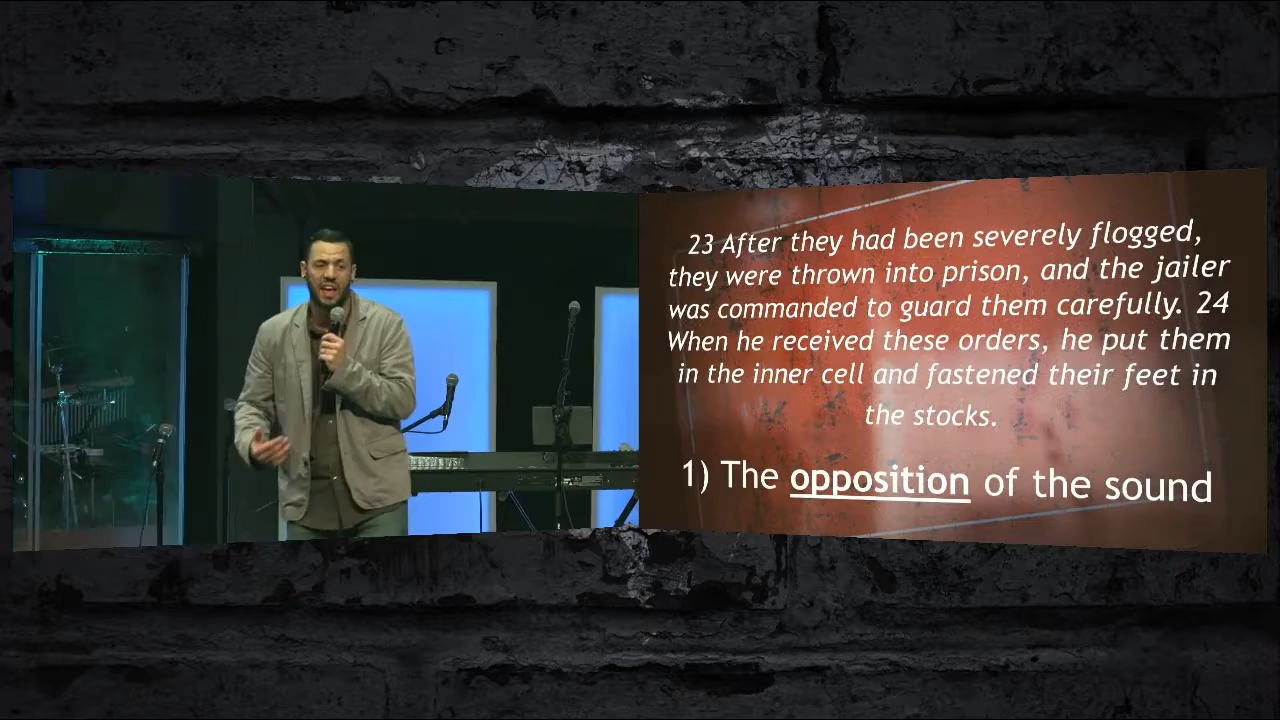 23 After they had been severely flogged,
they were thrown into prison, and the jailer
was commanded to guard them carefully. 24
When he received these orders, he put them
in the inner cell and fastened their feet in
the stocks.
1) The opposition of the sound